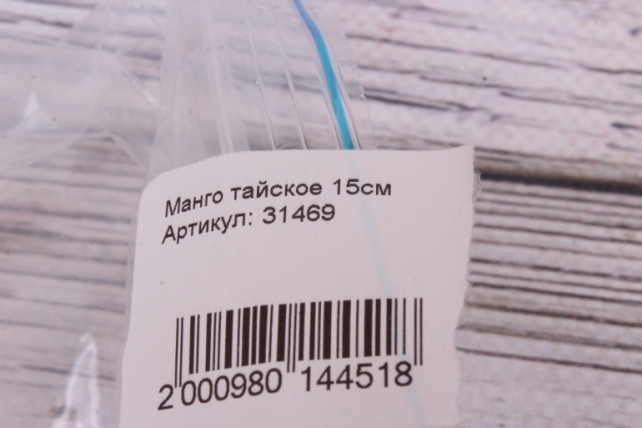 Манго тайское 15см
Артикул: 31469
2 000980 144518